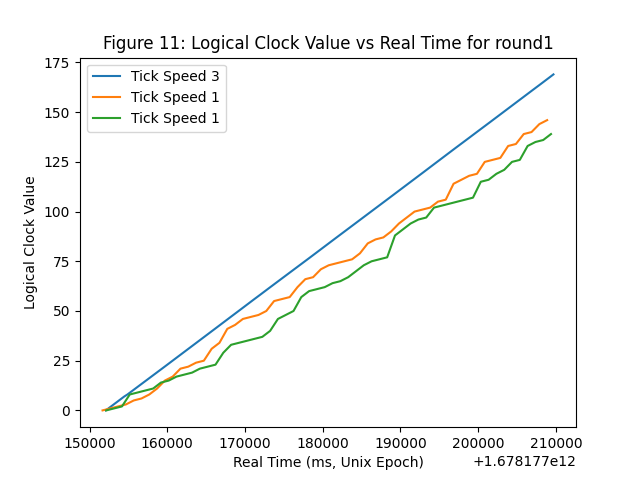 Figure 11: Logical Clock Value vs Real Time for round1
Tick Speed 3
Tick Speed 1
Tick Speed 1
Logical Clock Value
175
150
125
100
75
50
25
0
150000 160000 170000 180000 190000 200000 210000
Real Time (ms, Unix Epoch)
+1.678177e12